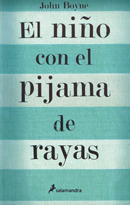 John Boyne
El niño
con el
pijama
de
rayas
salamandra